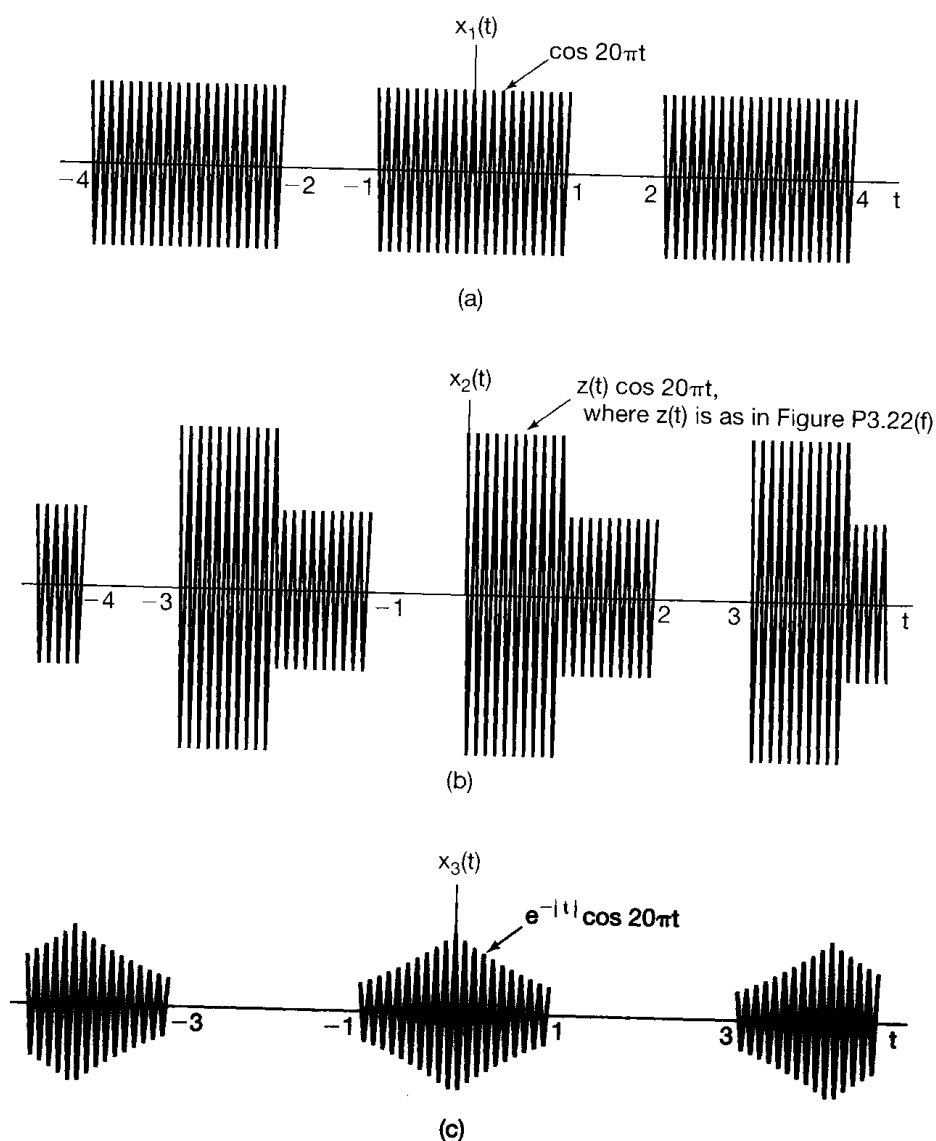 x₁(t)
cos 20πt
−4 −2 −1 1 2 4 t
(a)
x₂(t)
z(t) cos 20πt,
where z(t) is as in Figure P3.22(f)
−4 −3 −1 2 3 t
(b)
x₃(t)
e⁻|ᵗ| cos 20πt
−3 −1 1 3 t
(c)